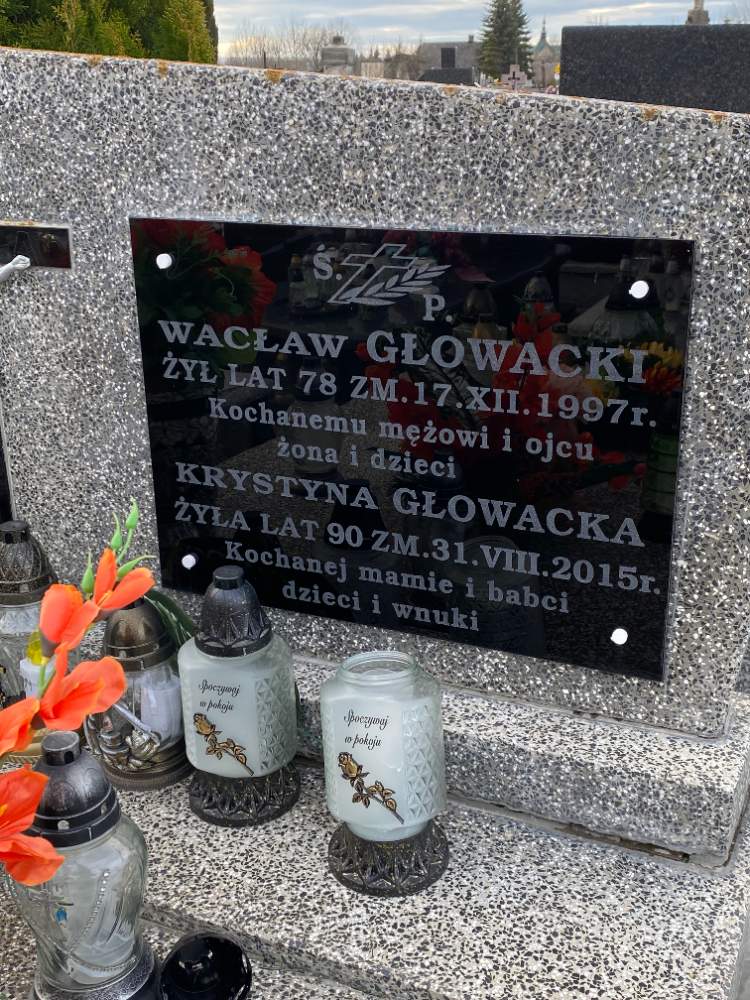 Ś. P.
WACŁAW GŁOWACKI
ŻYŁ LAT 78 ZM.17.XII.1997r.
Kochanemu mężowi i ojcu
żona i dzieci
KRYSTYNA GŁOWACKA
ŻYŁA LAT 90 ZM.31.VIII.2015r.
Kochanej mamie i babci
dzieci i wnuki
Spoczywaj
w pokoju
Spoczywaj
w pokoju